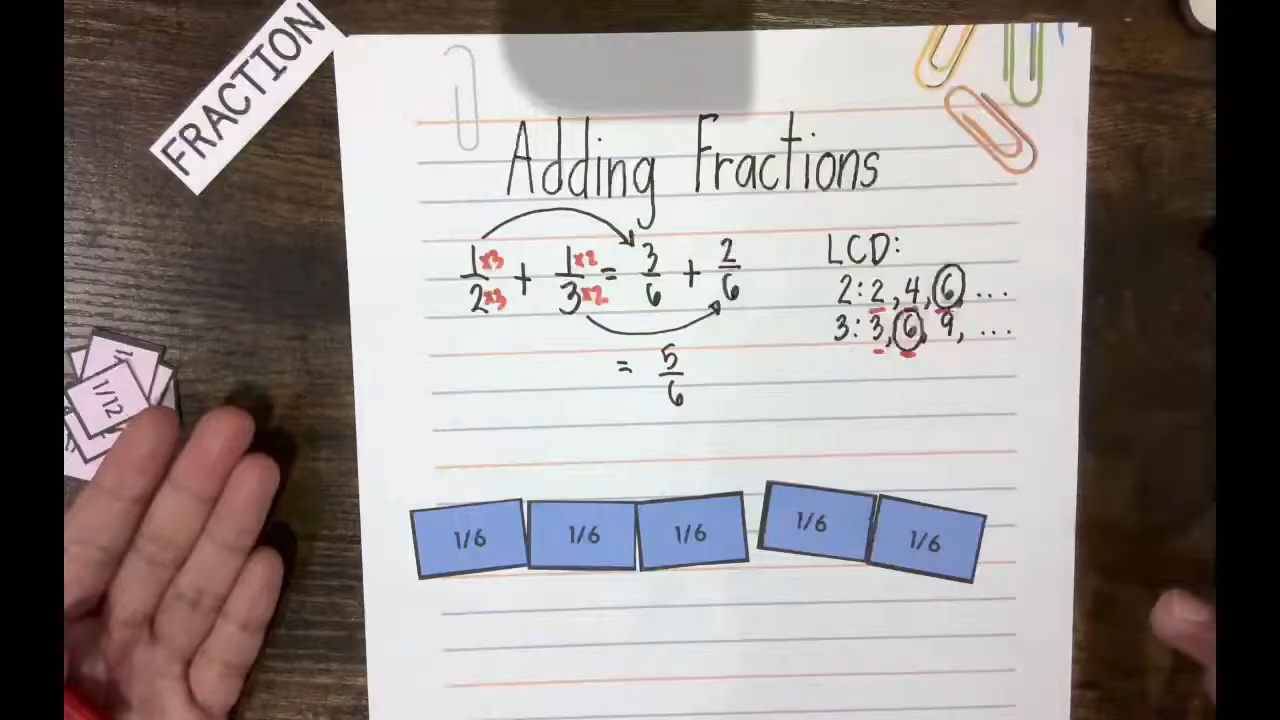 FRACTION
Adding Fractions
1×3/2×3 + 1×2/3×2 = 3/6 + 2/6
= 5/6
LCD:
2: 2, 4, 6, ...
3: 3, 6, 9, ...
1/12
1/6 1/6 1/6 1/6 1/6